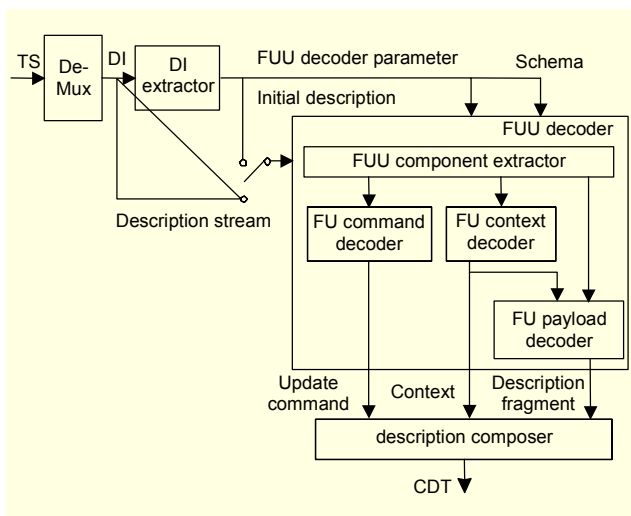 TS
De-
Mux
DI
DI
extractor
FUU decoder parameter
Schema
Initial description
FUU decoder
FUU component extractor
Description stream
FU command
decoder
FU context
decoder
FU payload
decoder
Update
command
Context
Description
fragment
description composer
CDT